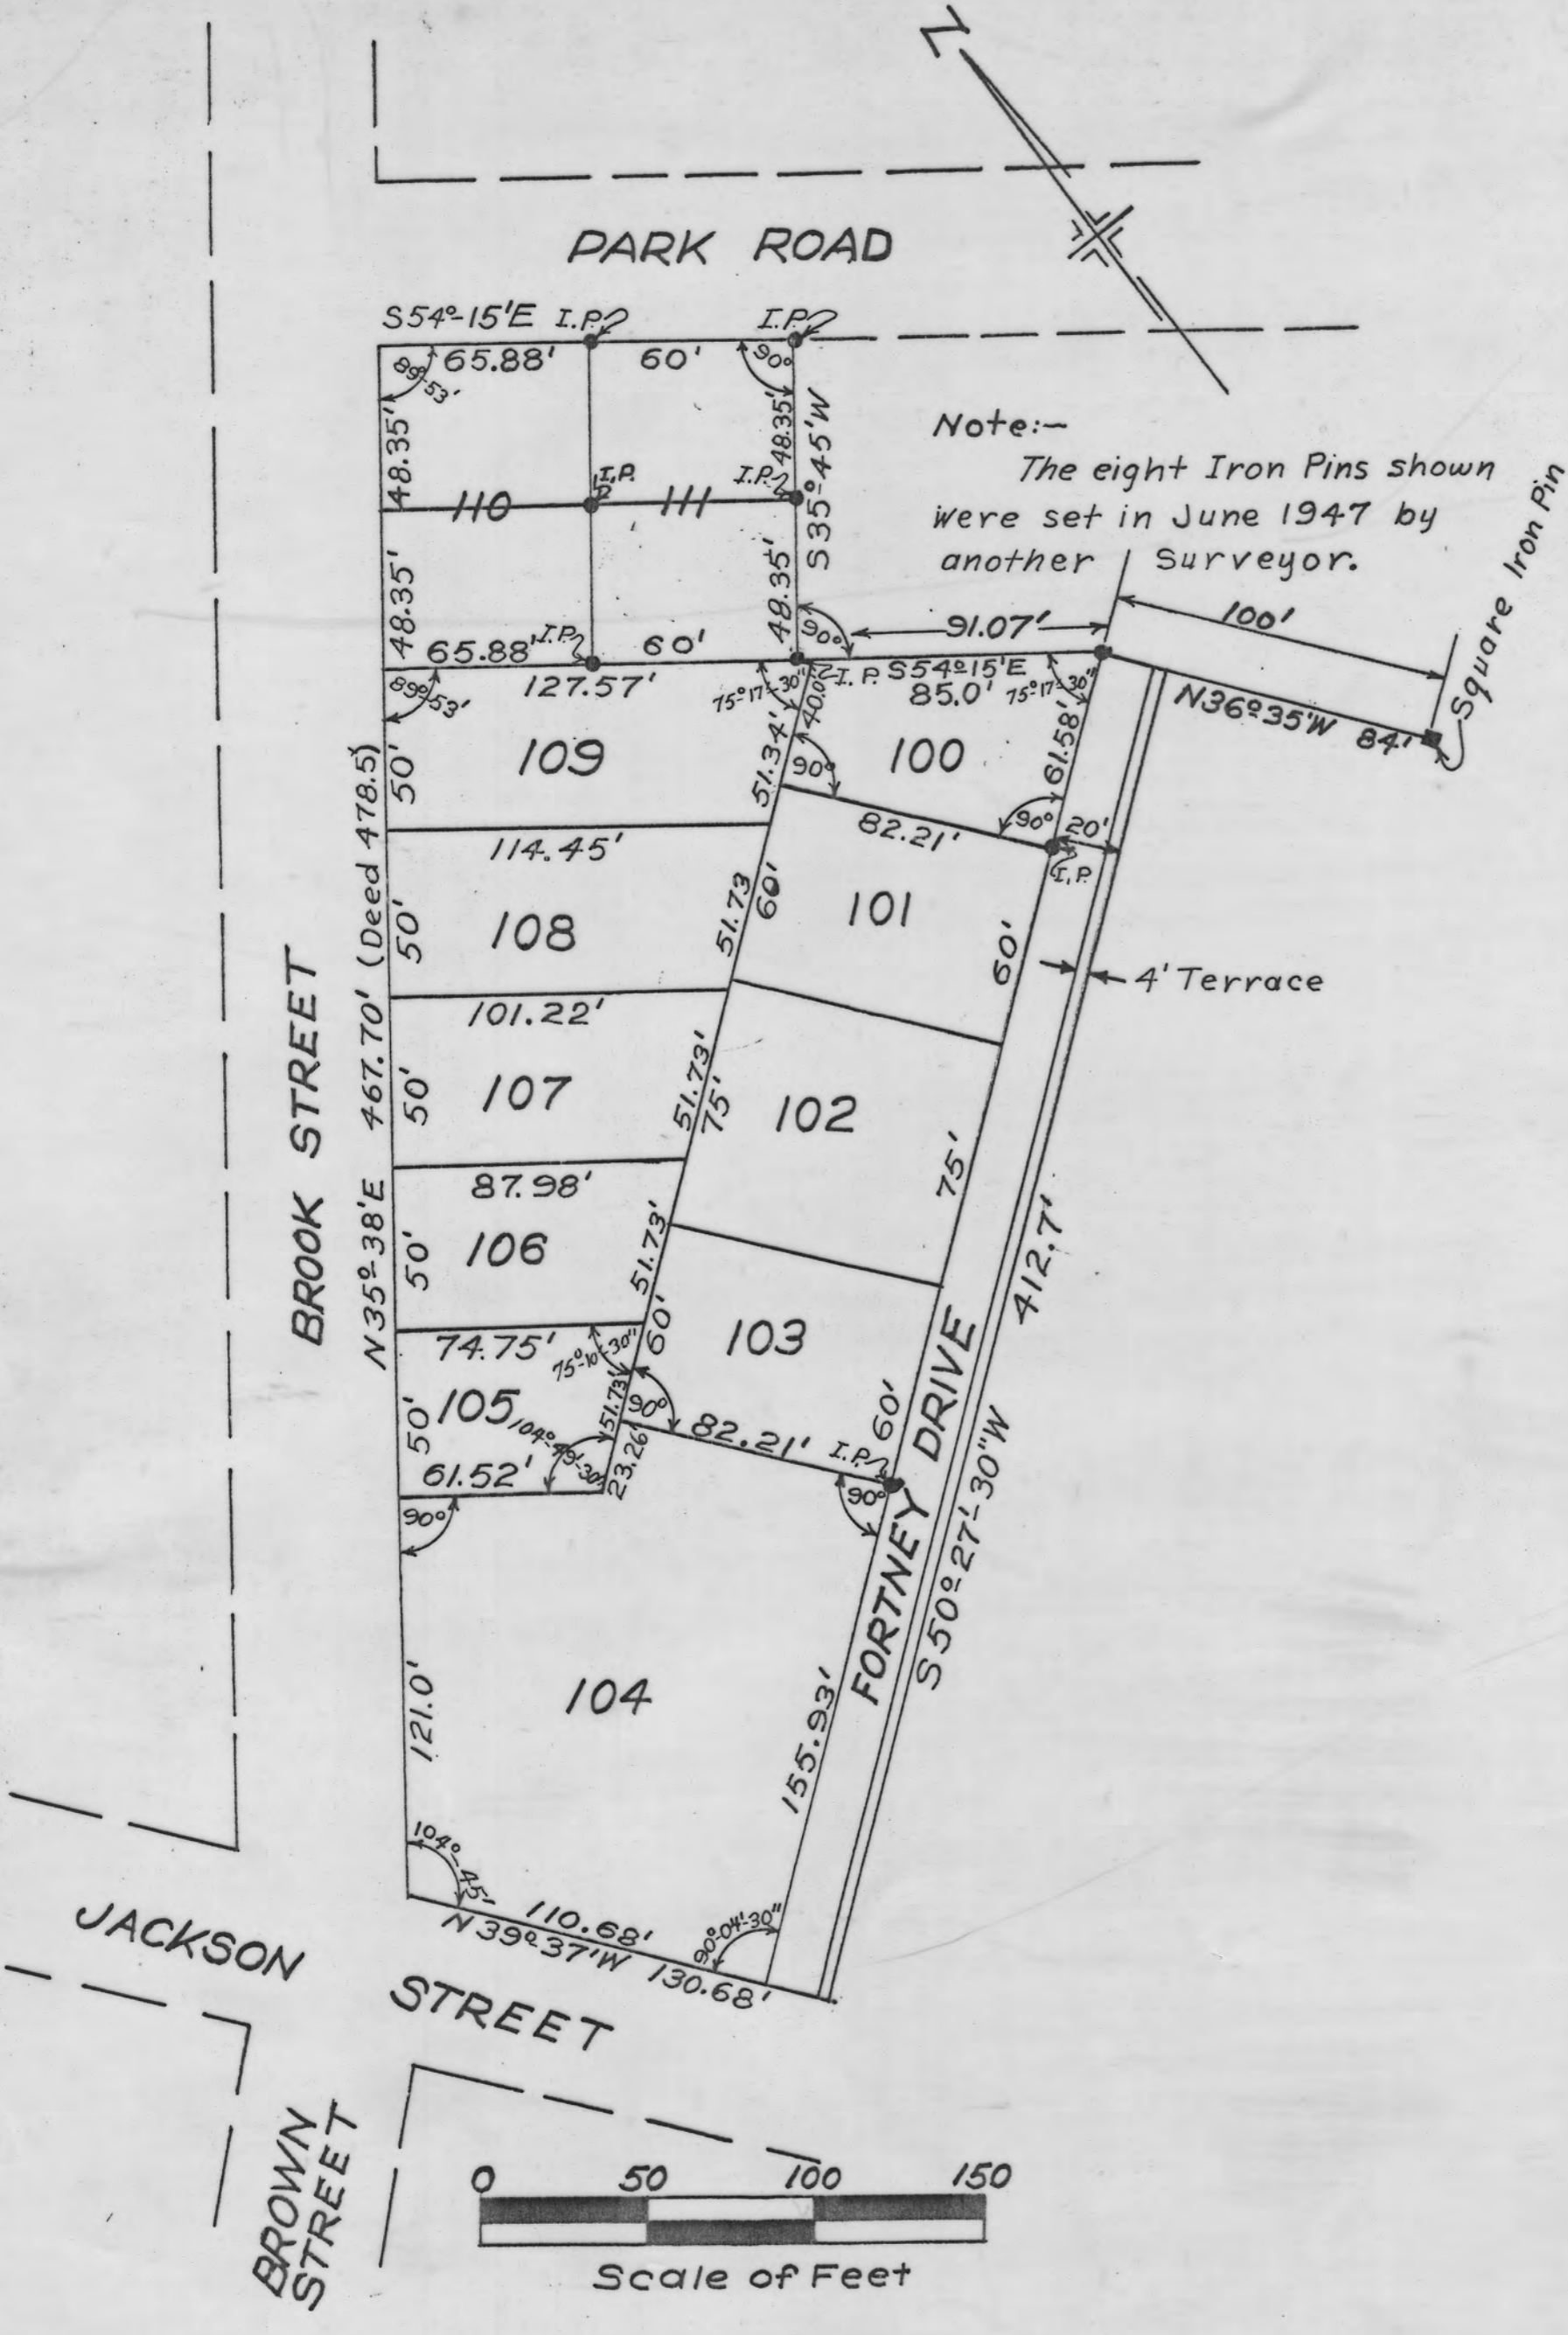 N
PARK ROAD
S54°-15'E I.P. I.P.
65.88' 60' 90°
89°-53'
48.35' 48.35' S35°-45'W
Note:-
The eight Iron Pins shown
were set in June 1947 by
another Surveyor.
Square Iron Pin
110 I.P. 111 I.P.
48.35' 48.35'
90° 91.07' 100'
65.88' I.P. 60' I.P. S54°15'E
89°-53' 127.57' 75°17'-30" 40.0' 85.0' 75°17'-30"
N36°35'W 84'
50' 109 51.34' 90° 100 61.58'
82.21' 90° 20'
I.P.
114.45'
50' 108 51.73 60' 101 60'
4' Terrace
101.22'
50' 107 51.73' 75' 102 75'
87.98'
50' 106 51.73' 60' 103 60'
BROOK STREET
N35°-38'E 467.70' (Deed 478.5')
412.7'
S50°27'-30"W
FORTNEY DRIVE
74.75' 75°-10'-30"
50' 105 104°-49'-30" 51.73' 90° 82.21' I.P.
61.52' 23.26' 90°
90°
121.0' 104 155.93'
104°-45' 90°-04'-30"
110.68'
N39°37'W 130.68'
JACKSON STREET
BROWN
STREET
0 50 100 150
Scale of Feet